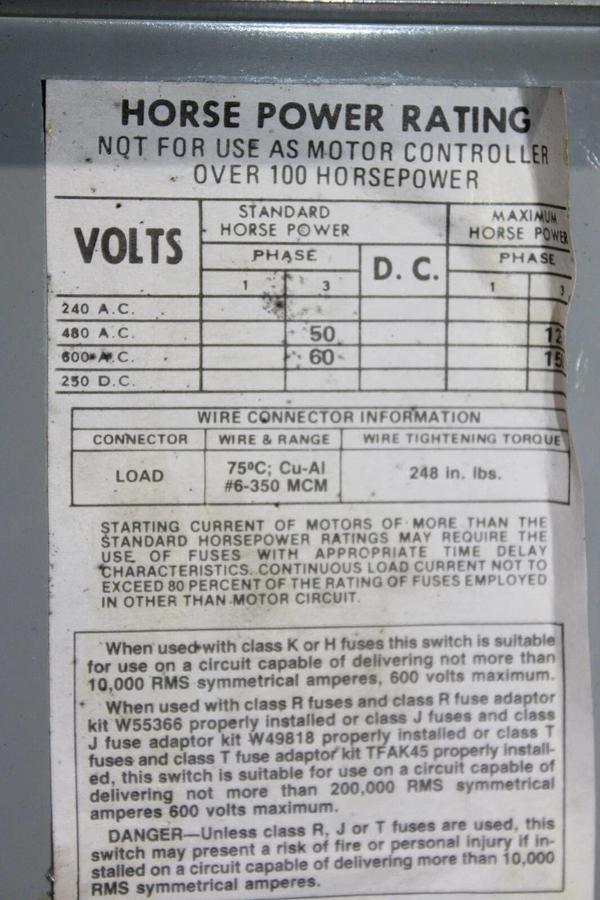 HORSE POWER RATING
NOT FOR USE AS MOTOR CONTROLLER
OVER 100 HORSEPOWER
VOLTS
STANDARD
HORSE POWER
D. C.
MAXIMUM
HORSE POWER
PHASE
PHASE
1 3
1 3
240 A.C.
480 A.C. 50 12
600 A.C. 60 15
250 D.C.
WIRE CONNECTOR INFORMATION
CONNECTOR WIRE & RANGE WIRE TIGHTENING TORQUE
LOAD
75ºC; Cu-Al
#6-350 MCM
248 in. lbs.
STARTING CURRENT OF MOTORS OF MORE THAN THE
STANDARD HORSEPOWER RATINGS MAY REQUIRE THE
USE OF FUSES WITH APPROPRIATE TIME DELAY
CHARACTERISTICS. CONTINUOUS LOAD CURRENT NOT TO
EXCEED 80 PERCENT OF THE RATING OF FUSES EMPLOYED
IN OTHER THAN MOTOR CIRCUIT.
When used with class K or H fuses this switch is suitable
for use on a circuit capable of delivering not more than
10,000 RMS symmetrical amperes, 600 volts maximum.
When used with class R fuses and class R fuse adaptor
kit W55366 properly installed or class J fuses and class
J fuse adaptor kit W49818 properly installed or class T
fuses and class T fuse adaptor kit TFAK45 properly install-
ed, this switch is suitable for use on a circuit capable of
delivering not more than 200,000 RMS symmetrical
amperes 600 volts maximum.
DANGER—Unless class R, J or T fuses are used, this
switch may present a risk of fire or personal injury if in-
stalled on a circuit capable of delivering more than 10,000
RMS symmetrical amperes.